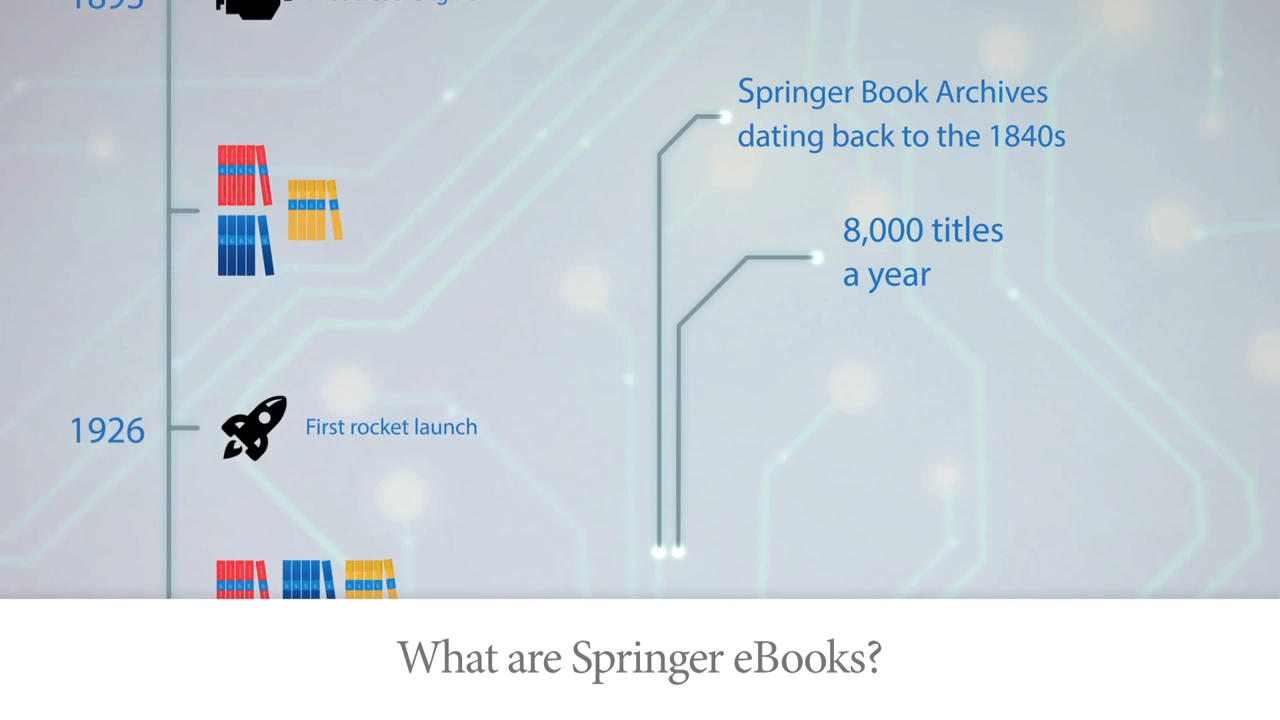 Springer Book Archives
dating back to the 1840s
8,000 titles
a year
1926
First rocket launch
What are Springer eBooks?